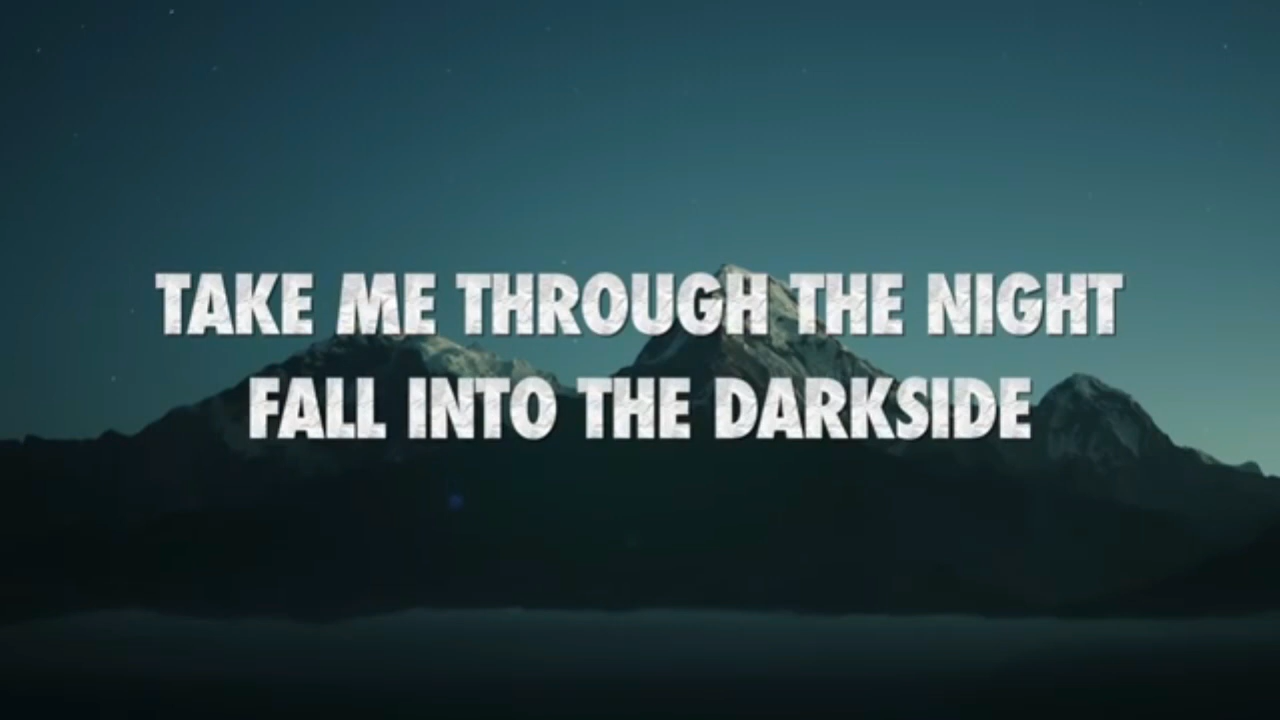 TAKE ME THROUGH THE NIGHT
FALL INTO THE DARKSIDE